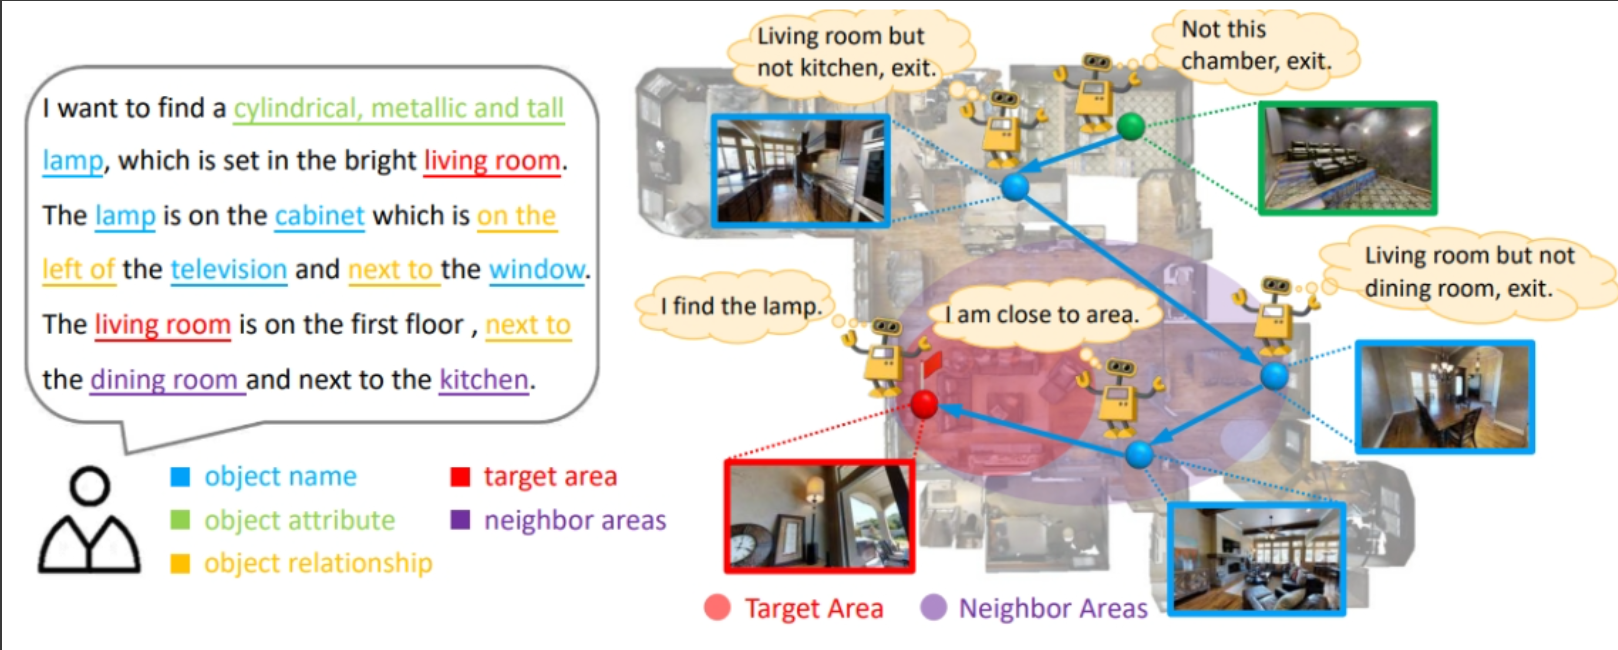 I want to find a cylindrical, metallic and tall
lamp, which is set in the bright living room.
The lamp is on the cabinet which is on the
left of the television and next to the window.
The living room is on the first floor , next to
the dining room and next to the kitchen.
object name
object attribute
object relationship
target area
neighbor areas
Living room but
not kitchen, exit.
Not this
chamber, exit.
Living room but not
dining room, exit.
I am close to area.
I find the lamp.
Target Area
Neighbor Areas